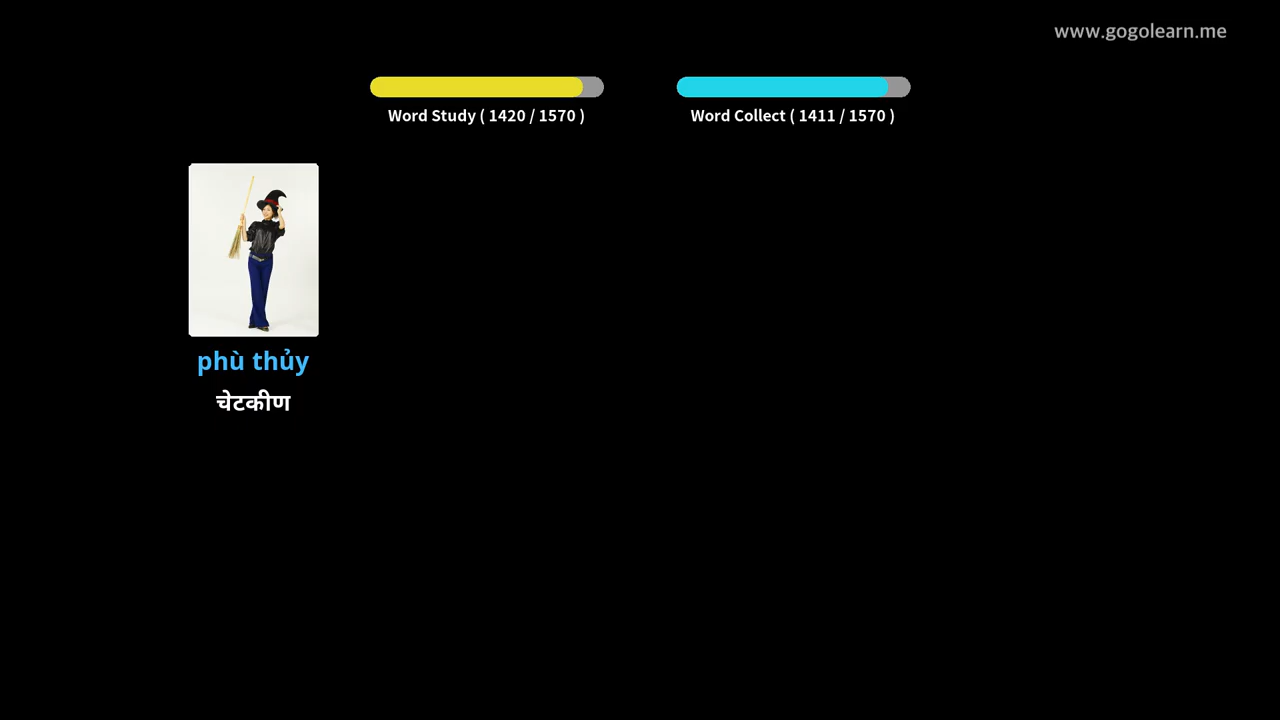 www.gogolearn.me
Word Study ( 1420 / 1570 )
Word Collect ( 1411 / 1570 )
phù thủy
चेटकीण